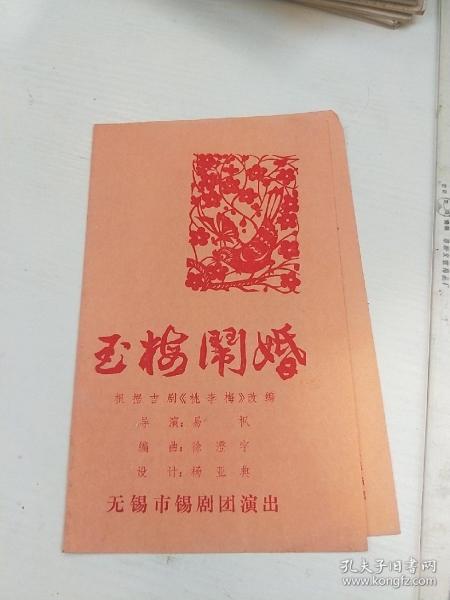 玉梅闹婚
根据吉剧《桃李梅》改编
导 演：易 枫
编 曲：徐 澄 宇
设 计：杨 亚 典
无锡市锡剧团演出
孔夫子旧书网
www.kongfz.com